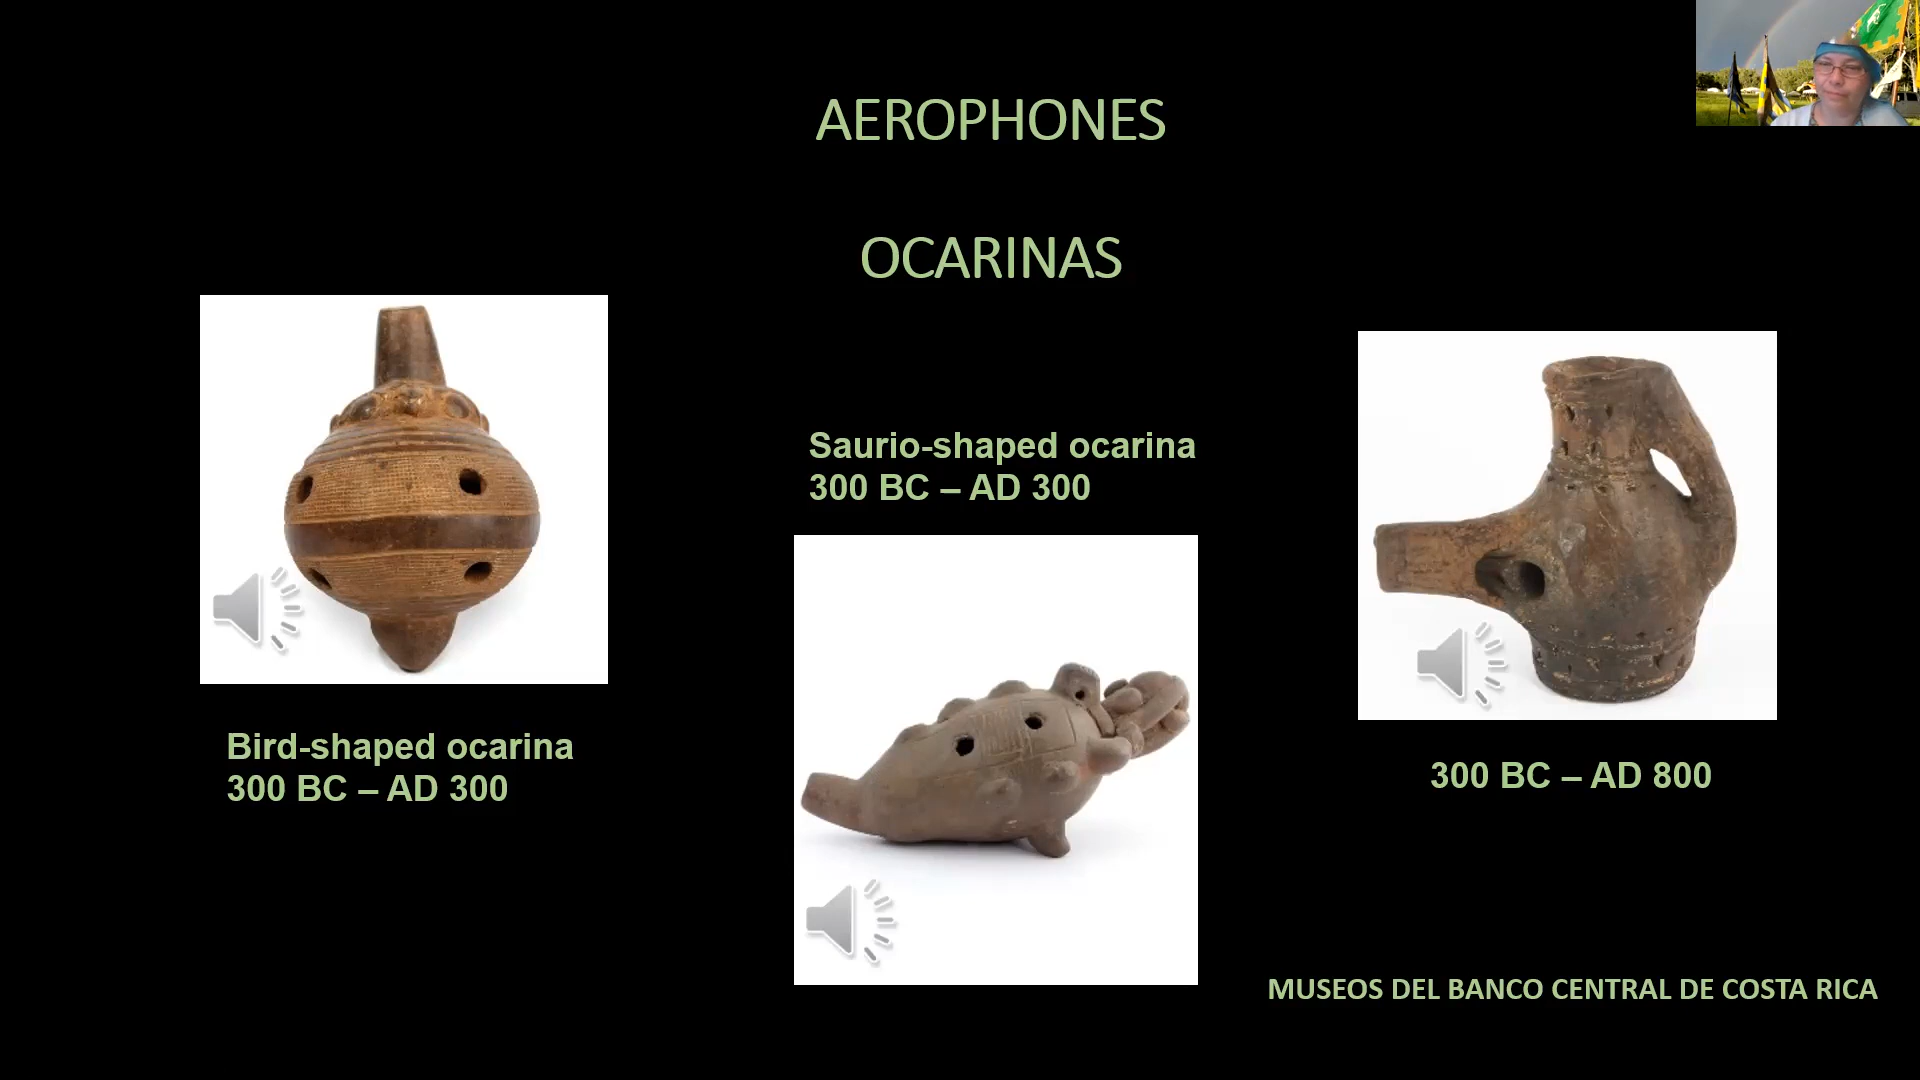 AEROPHONES
OCARINAS
Bird-shaped ocarina
300 BC – AD 300
Saurio-shaped ocarina
300 BC – AD 300
300 BC – AD 800
MUSEOS DEL BANCO CENTRAL DE COSTA RICA